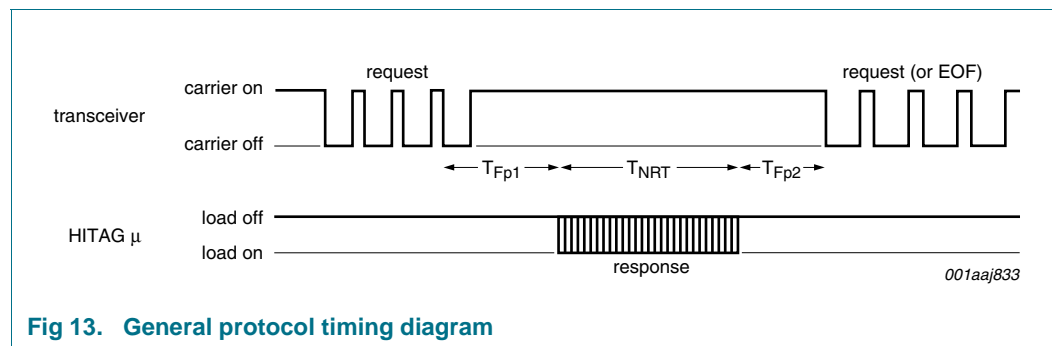 request
request (or EOF)
carrier on
transceiver
carrier off
TFp1
TNRT
TFp2
load off
HITAG μ
load on
response
001aaj833
Fig 13. General protocol timing diagram